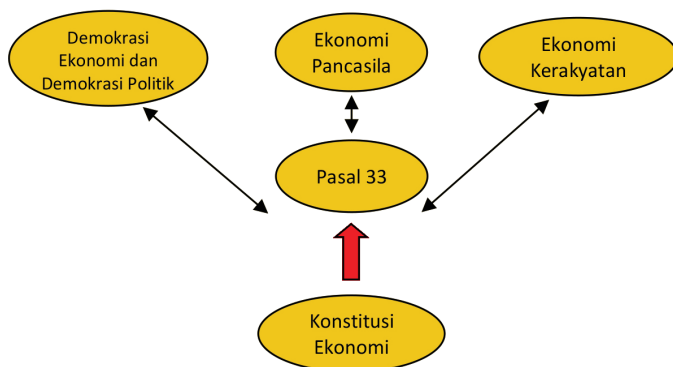 Demokrasi
Ekonomi dan
Demokrasi Politik
Ekonomi
Pancasila
Ekonomi
Kerakyatan
Pasal 33
Konstitusi
Ekonomi